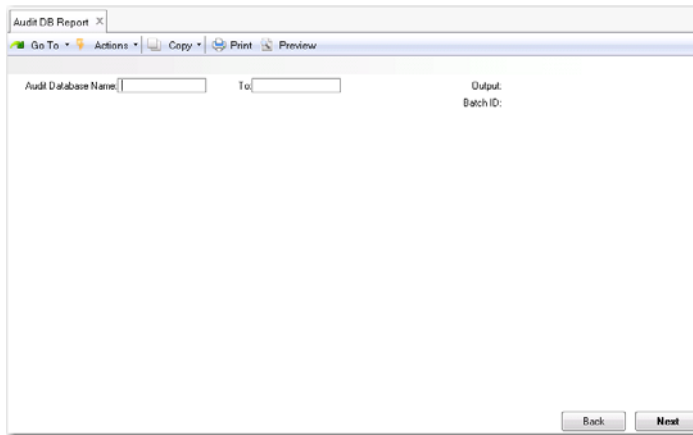 Audit DB Report X
Go To Actions Copy Print Preview
Audit Database Name: To: Output:
Batch ID:
Back Next